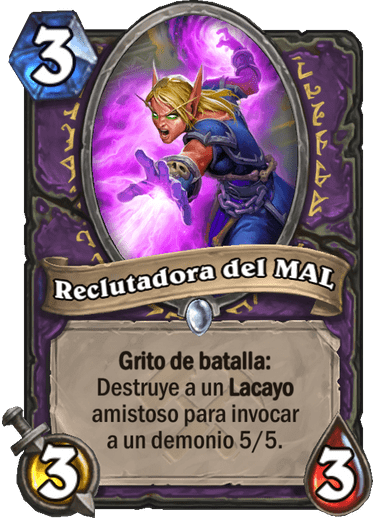 3
Reclutadora del MAL
Grito de batalla:
Destruye a un Lacayo
amistoso para invocar
a un demonio 5/5.
3
3